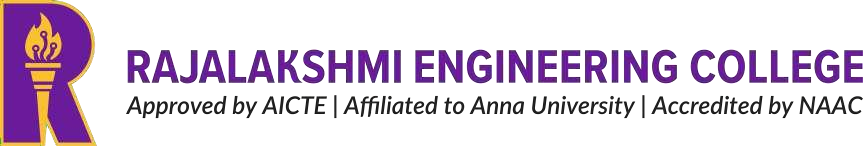 RAJALAKSHMI ENGINEERING COLLEGE
Approved by AICTE | Affiliated to Anna University | Accredited by NAAC